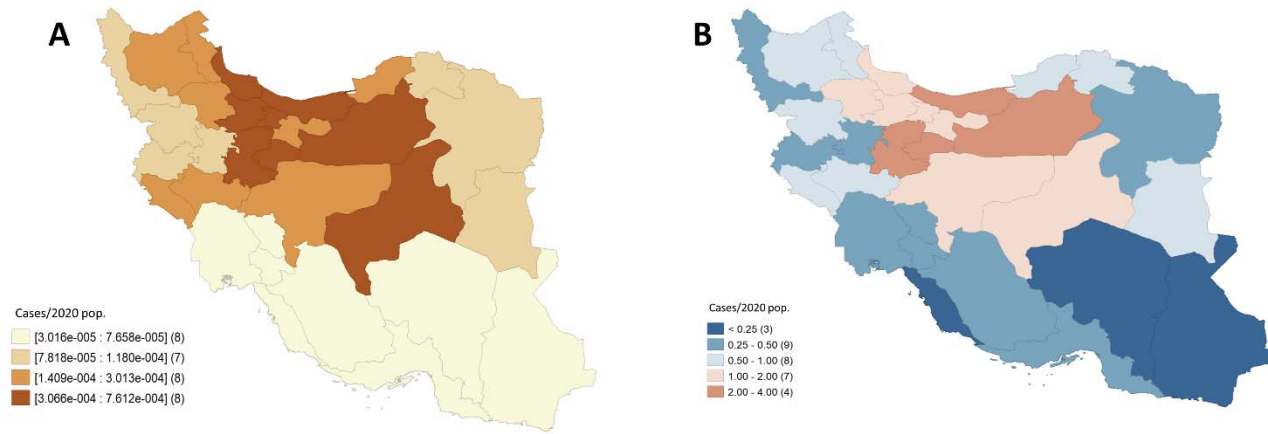 A
Cases/2020 pop.
[3.016e-005 : 7.658e-005] (8)
[7.818e-005 : 1.180e-004] (7)
[1.409e-004 : 3.013e-004] (8)
[3.066e-004 : 7.612e-004] (8)
B
Cases/2020 pop.
< 0.25 (3)
0.25 - 0.50 (9)
0.50 - 1.00 (8)
1.00 - 2.00 (7)
2.00 - 4.00 (4)